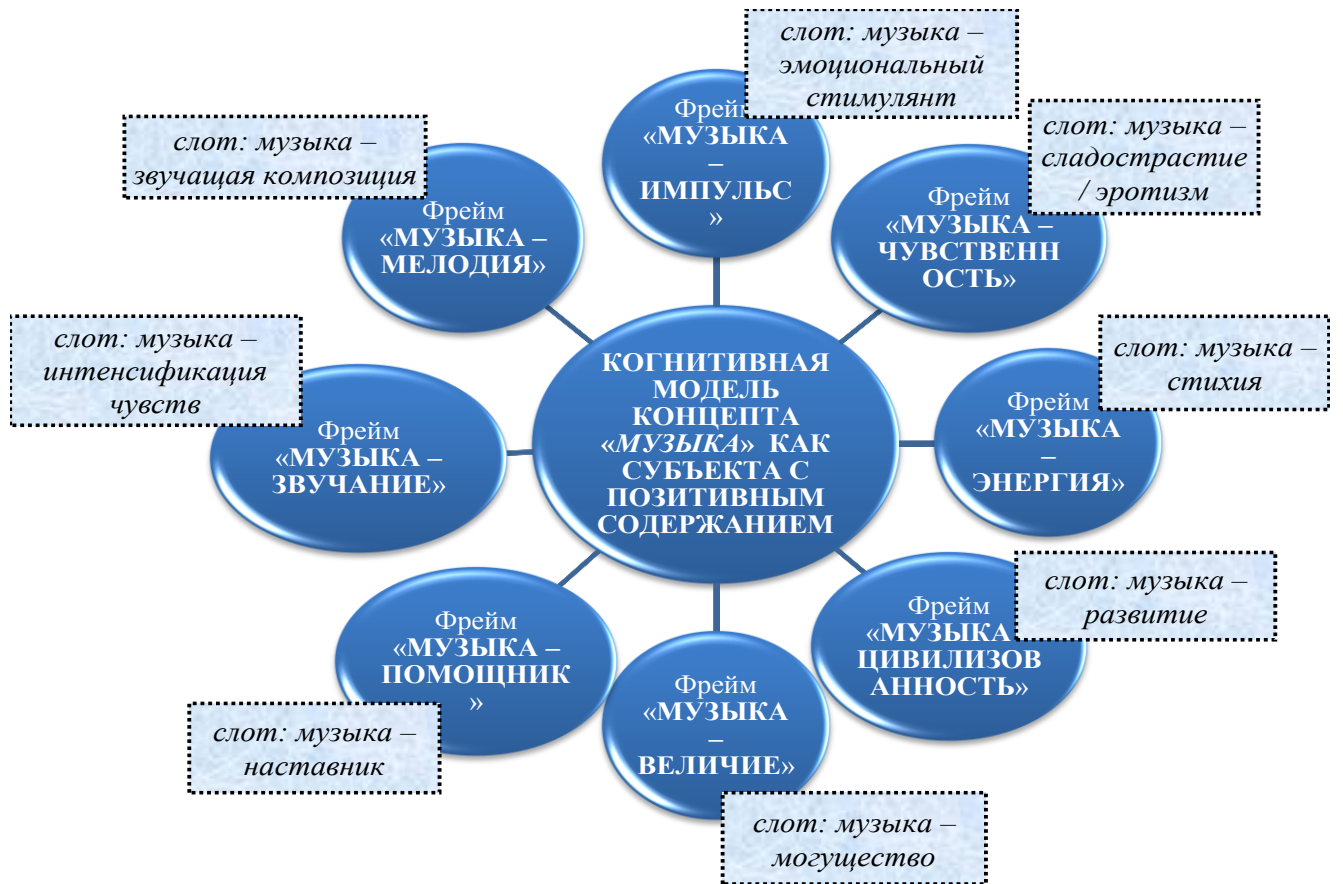 слот: музыка –
эмоциональный
стимулянт
Фрейм
«МУЗЫКА
–
ИМПУЛЬС
»
слот: музыка –
сладострастие
/ эротизм
Фрейм
«МУЗЫКА –
ЧУВСТВЕНН
ОСТЬ»
слот: музыка –
стихия
Фрейм
«МУЗЫКА
–
ЭНЕРГИЯ»
слот: музыка –
развитие
Фрейм
«МУЗЫКА
ЦИВИЛИЗОВ
АННОСТЬ»
Фрейм
«МУЗЫКА
–
ВЕЛИЧИЕ»
слот: музыка –
могущество
Фрейм
«МУЗЫКА –
ПОМОЩНИК
»
слот: музыка –
наставник
слот: музыка –
интенсификация
чувств
Фрейм
«МУЗЫКА –
ЗВУЧАНИЕ»
слот: музыка –
звучащая композиция
Фрейм
«МУЗЫКА –
МЕЛОДИЯ»
КОГНИТИВНАЯ
МОДЕЛЬ
КОНЦЕПТА
«МУЗЫКА» КАК
СУБЪЕКТА С
ПОЗИТИВНЫМ
СОДЕРЖАНИЕМ